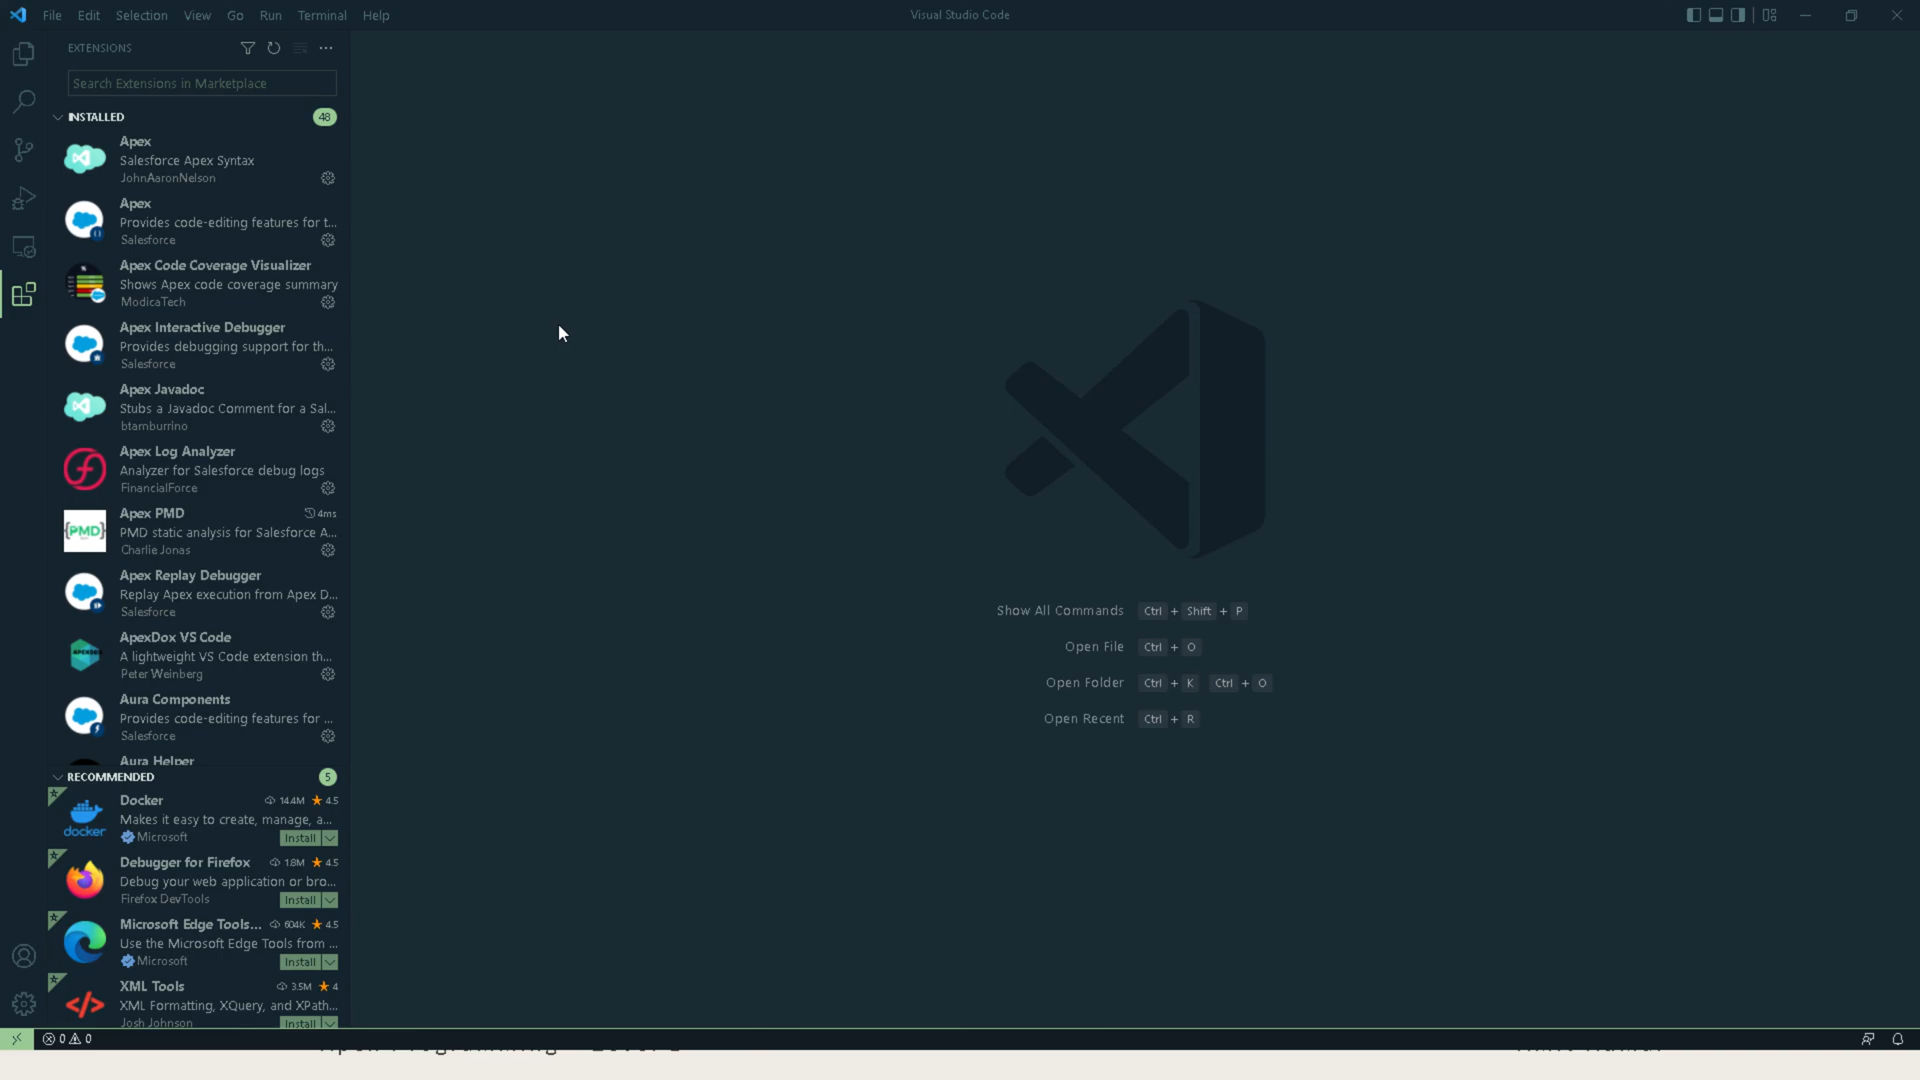 File Edit Selection View Go Run Terminal Help
Visual Studio Code
EXTENSIONS
Search Extensions in Marketplace
INSTALLED
48
Apex
Salesforce Apex Syntax
JohnAaronNelson
Apex
Provides code-editing features for t...
Salesforce
Apex Code Coverage Visualizer
Shows Apex code coverage summary
ModicaTech
Apex Interactive Debugger
Provides debugging support for th...
Salesforce
Apex Javadoc
Stubs a Javadoc Comment for a Sal...
btamburrino
Apex Log Analyzer
Analyzer for Salesforce debug logs
FinancialForce
Apex PMD 4ms
{PMD}
PMD static analysis for Salesforce A...
Charlie Jonas
Apex Replay Debugger
Replay Apex execution from Apex D...
Salesforce
ApexDox VS Code
APEXDOX
A lightweight VS Code extension th...
Peter Weinberg
Aura Components
Provides code-editing features for ...
Salesforce
Aura Helper
RECOMMENDED
5
Docker 14.4M 4.5
Makes it easy to create, manage, a...
docker
Microsoft Install
Debugger for Firefox 1.8M 4.5
Debug your web application or bro...
Firefox DevTools Install
Microsoft Edge Tools... 604K 4.5
Use the Microsoft Edge Tools from ...
Microsoft Install
XML Tools 3.5M 4
XML Formatting, XQuery, and XPath...
Josh Johnson Install
Show All Commands Ctrl + Shift + P
Open File Ctrl + O
Open Folder Ctrl + K Ctrl + O
Open Recent Ctrl + R
0 0